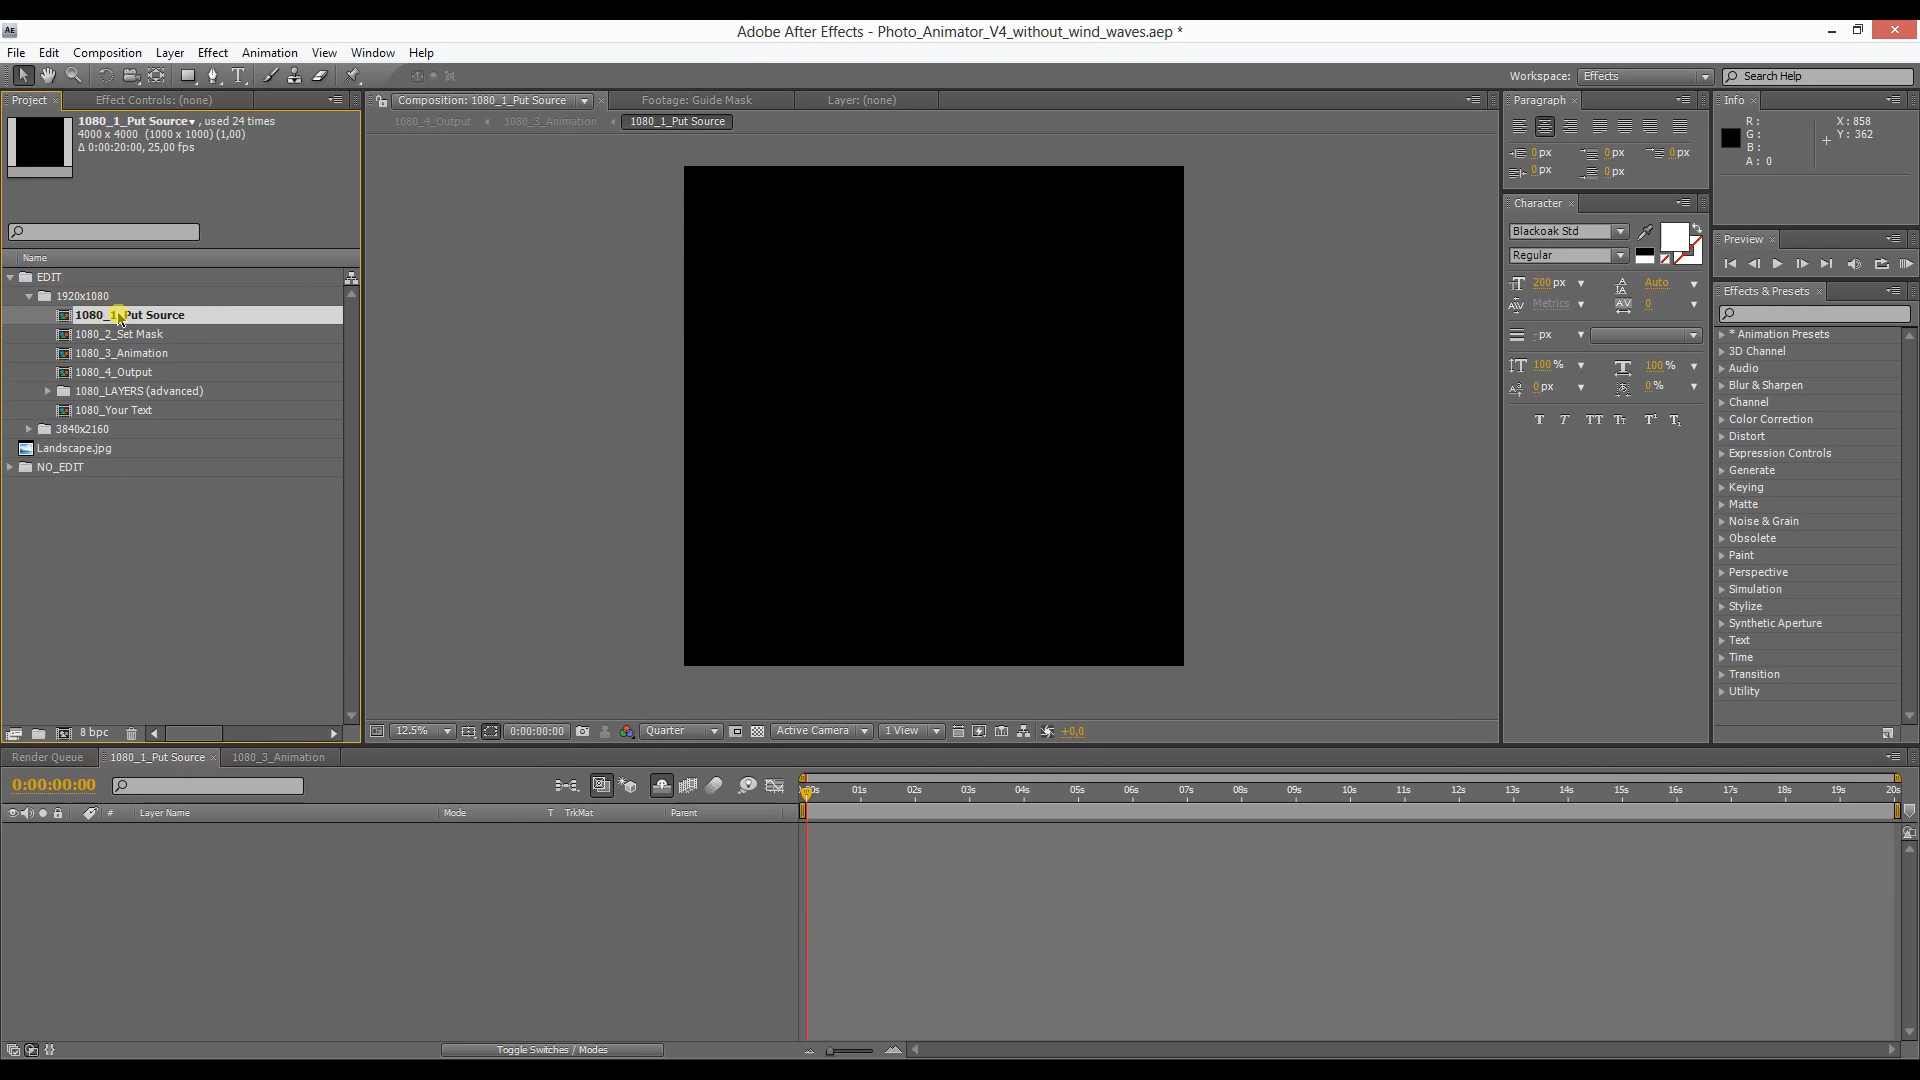 AE
Adobe After Effects - Photo_Animator_V4_without_wind_waves.aep *
File Edit Composition Layer Effect Animation View Window Help
T
Workspace: Effects
Search Help
Project
Effect Controls: (none)
Composition: 1080_1_Put Source
Footage: Guide Mask
Layer: (none)
Paragraph
Info
1080_1_Put Source, used 24 times
4000 x 4000 (1000 x 1000) (1,00)
Δ 0:00:20:00, 25,00 fps
1080_4_Output 1080_3_Animation 1080_1_Put Source
0 px 0 px 0 px
0 px 0 px
R:
G:
B:
A: 0
X: 858
Y: 362
Character
Blackoak Std
Regular
200 px
Auto
Metrics
0
- px
100 %
100 %
0 px
0 %
T T TT Tт T¹ T₁
Preview
Effects & Presets
* Animation Presets
3D Channel
Audio
Blur & Sharpen
Channel
Color Correction
Distort
Expression Controls
Generate
Keying
Matte
Noise & Grain
Obsolete
Paint
Perspective
Simulation
Stylize
Synthetic Aperture
Text
Time
Transition
Utility
Name
EDIT
1920x1080
1080_1_Put Source
1080_2_Set Mask
1080_3_Animation
1080_4_Output
1080_LAYERS (advanced)
1080_Your Text
3840x2160
Landscape.jpg
NO_EDIT
8 bpc
12.5% 0:00:00:00 Quarter Active Camera 1 View +0,0
Render Queue
1080_1_Put Source
1080_3_Animation
0:00:00:00
01s 02s 03s 04s 05s 06s 07s 08s 09s 10s 11s 12s 13s 14s 15s 16s 17s 18s 19s 20s
# Layer Name Mode T TrkMat Parent
Toggle Switches / Modes